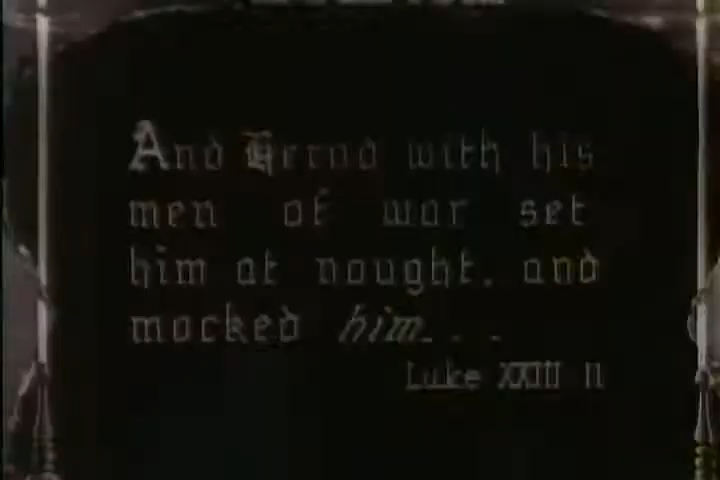 And Herod with his
men of war set
him at nought, and
mocked him...
Luke XXIII 11